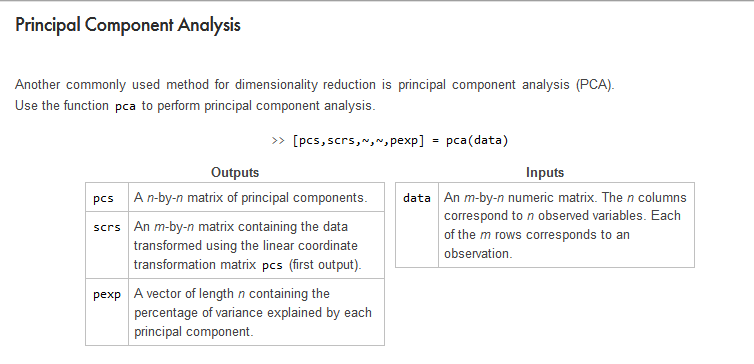 Principal Component Analysis
Another commonly used method for dimensionality reduction is principal component analysis (PCA).
Use the function pca to perform principal component analysis.
>> [pcs,scrs,~,~,pexp] = pca(data)
Outputs
pcs A n-by-n matrix of principal components.
scrs An m-by-n matrix containing the data
transformed using the linear coordinate
transformation matrix pcs (first output).
pexp A vector of length n containing the
percentage of variance explained by each
principal component.
Inputs
data An m-by-n numeric matrix. The n columns
correspond to n observed variables. Each
of the m rows corresponds to an
observation.